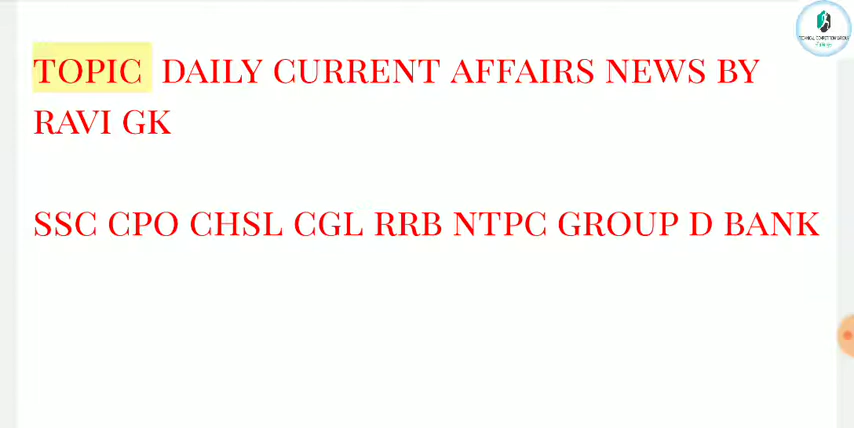 TOPIC DAILY CURRENT AFFAIRS NEWS BY
RAVI GK
SSC CPO CHSL CGL RRB NTPC GROUP D BANK